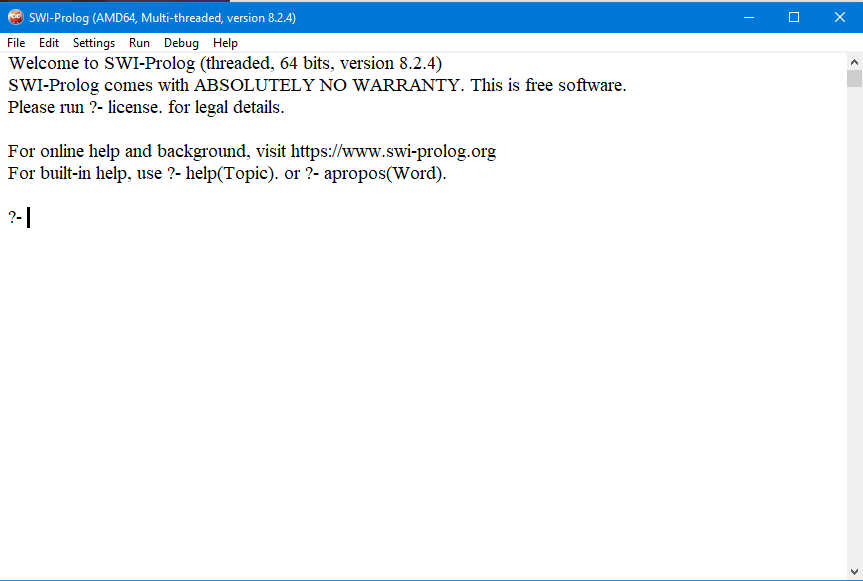 SWI-Prolog (AMD64, Multi-threaded, version 8.2.4)
File Edit Settings Run Debug Help
Welcome to SWI-Prolog (threaded, 64 bits, version 8.2.4)
SWI-Prolog comes with ABSOLUTELY NO WARRANTY. This is free software.
Please run ?- license. for legal details.
For online help and background, visit https://www.swi-prolog.org
For built-in help, use ?- help(Topic). or ?- apropos(Word).
?-